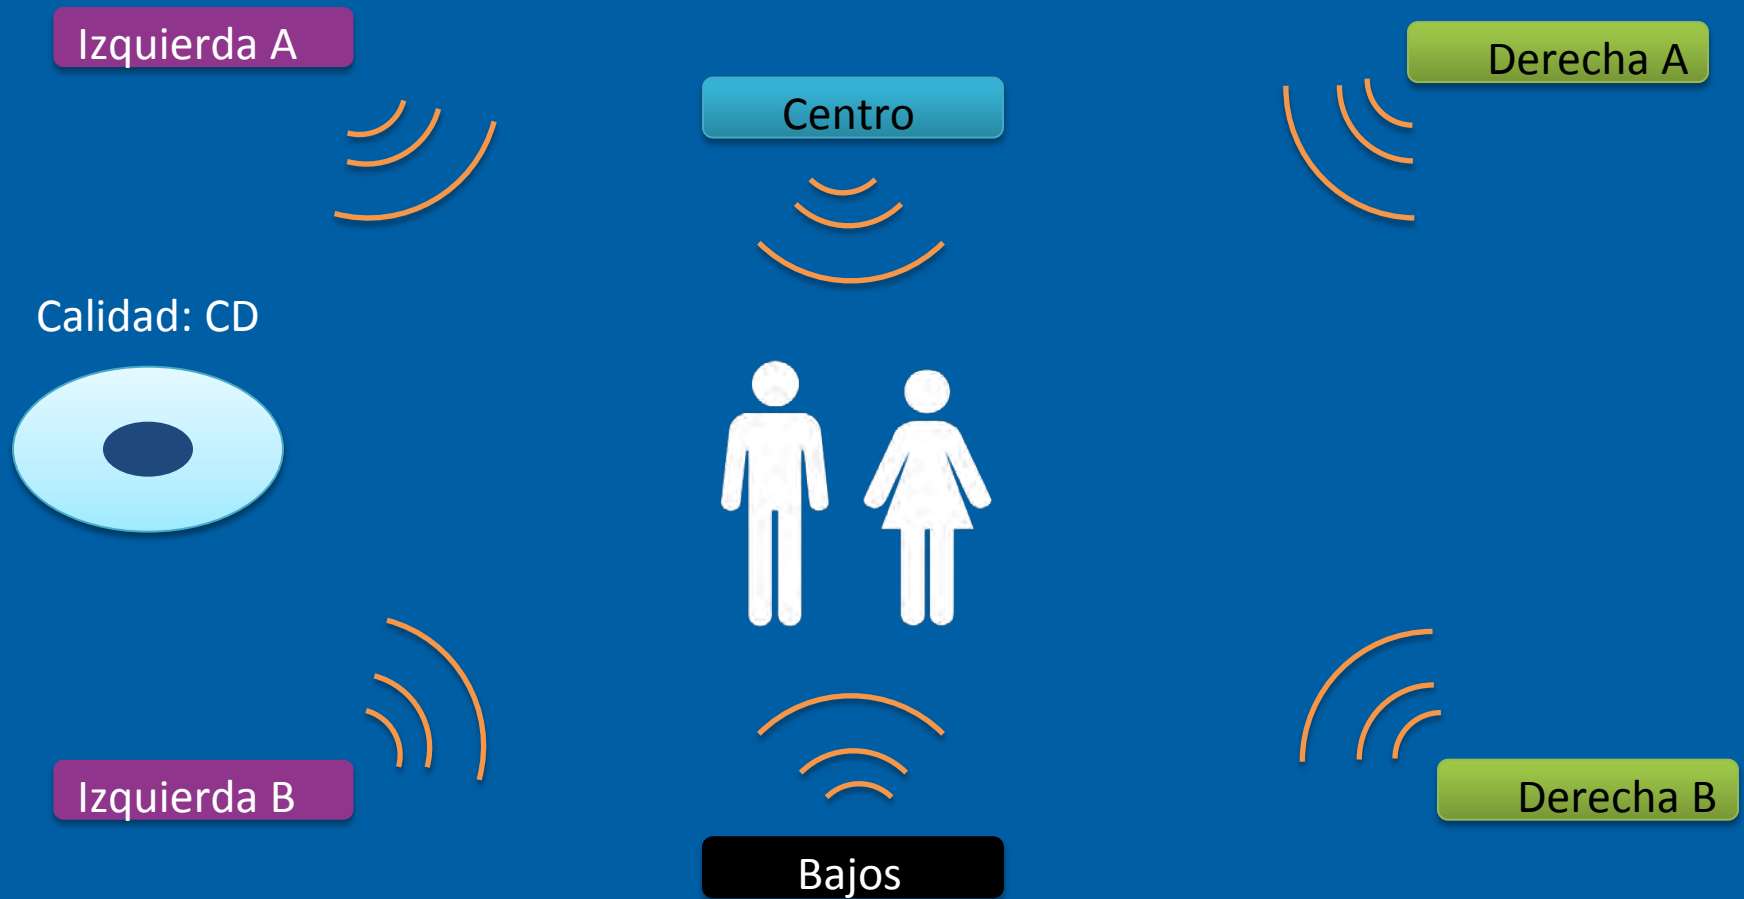 Izquierda A
Derecha A
Centro
Calidad: CD
Izquierda B
Derecha B
Bajos